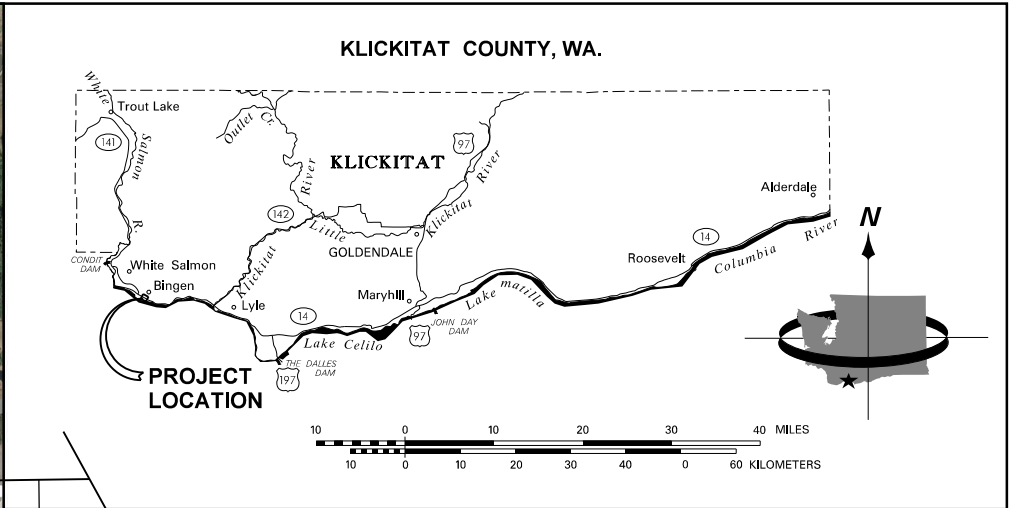 KLICKITAT COUNTY, WA.
White Salmon R.
Trout Lake
141
Outlet Cr.
97
KLICKITAT
River
Little Klickitat River
142
Klickitat
GOLDENDALE
Alderdale
14
Roosevelt
Columbia River
N
CONDIT
DAM
White Salmon
Bingen
Lyle
Maryhill
14
Lake matilla
97
JOHN DAY
DAM
Lake Celilo
THE DALLES
DAM
197
PROJECT
LOCATION
10 0 10 20 30 40 MILES
10 0 10 20 30 40 0 60 KILOMETERS